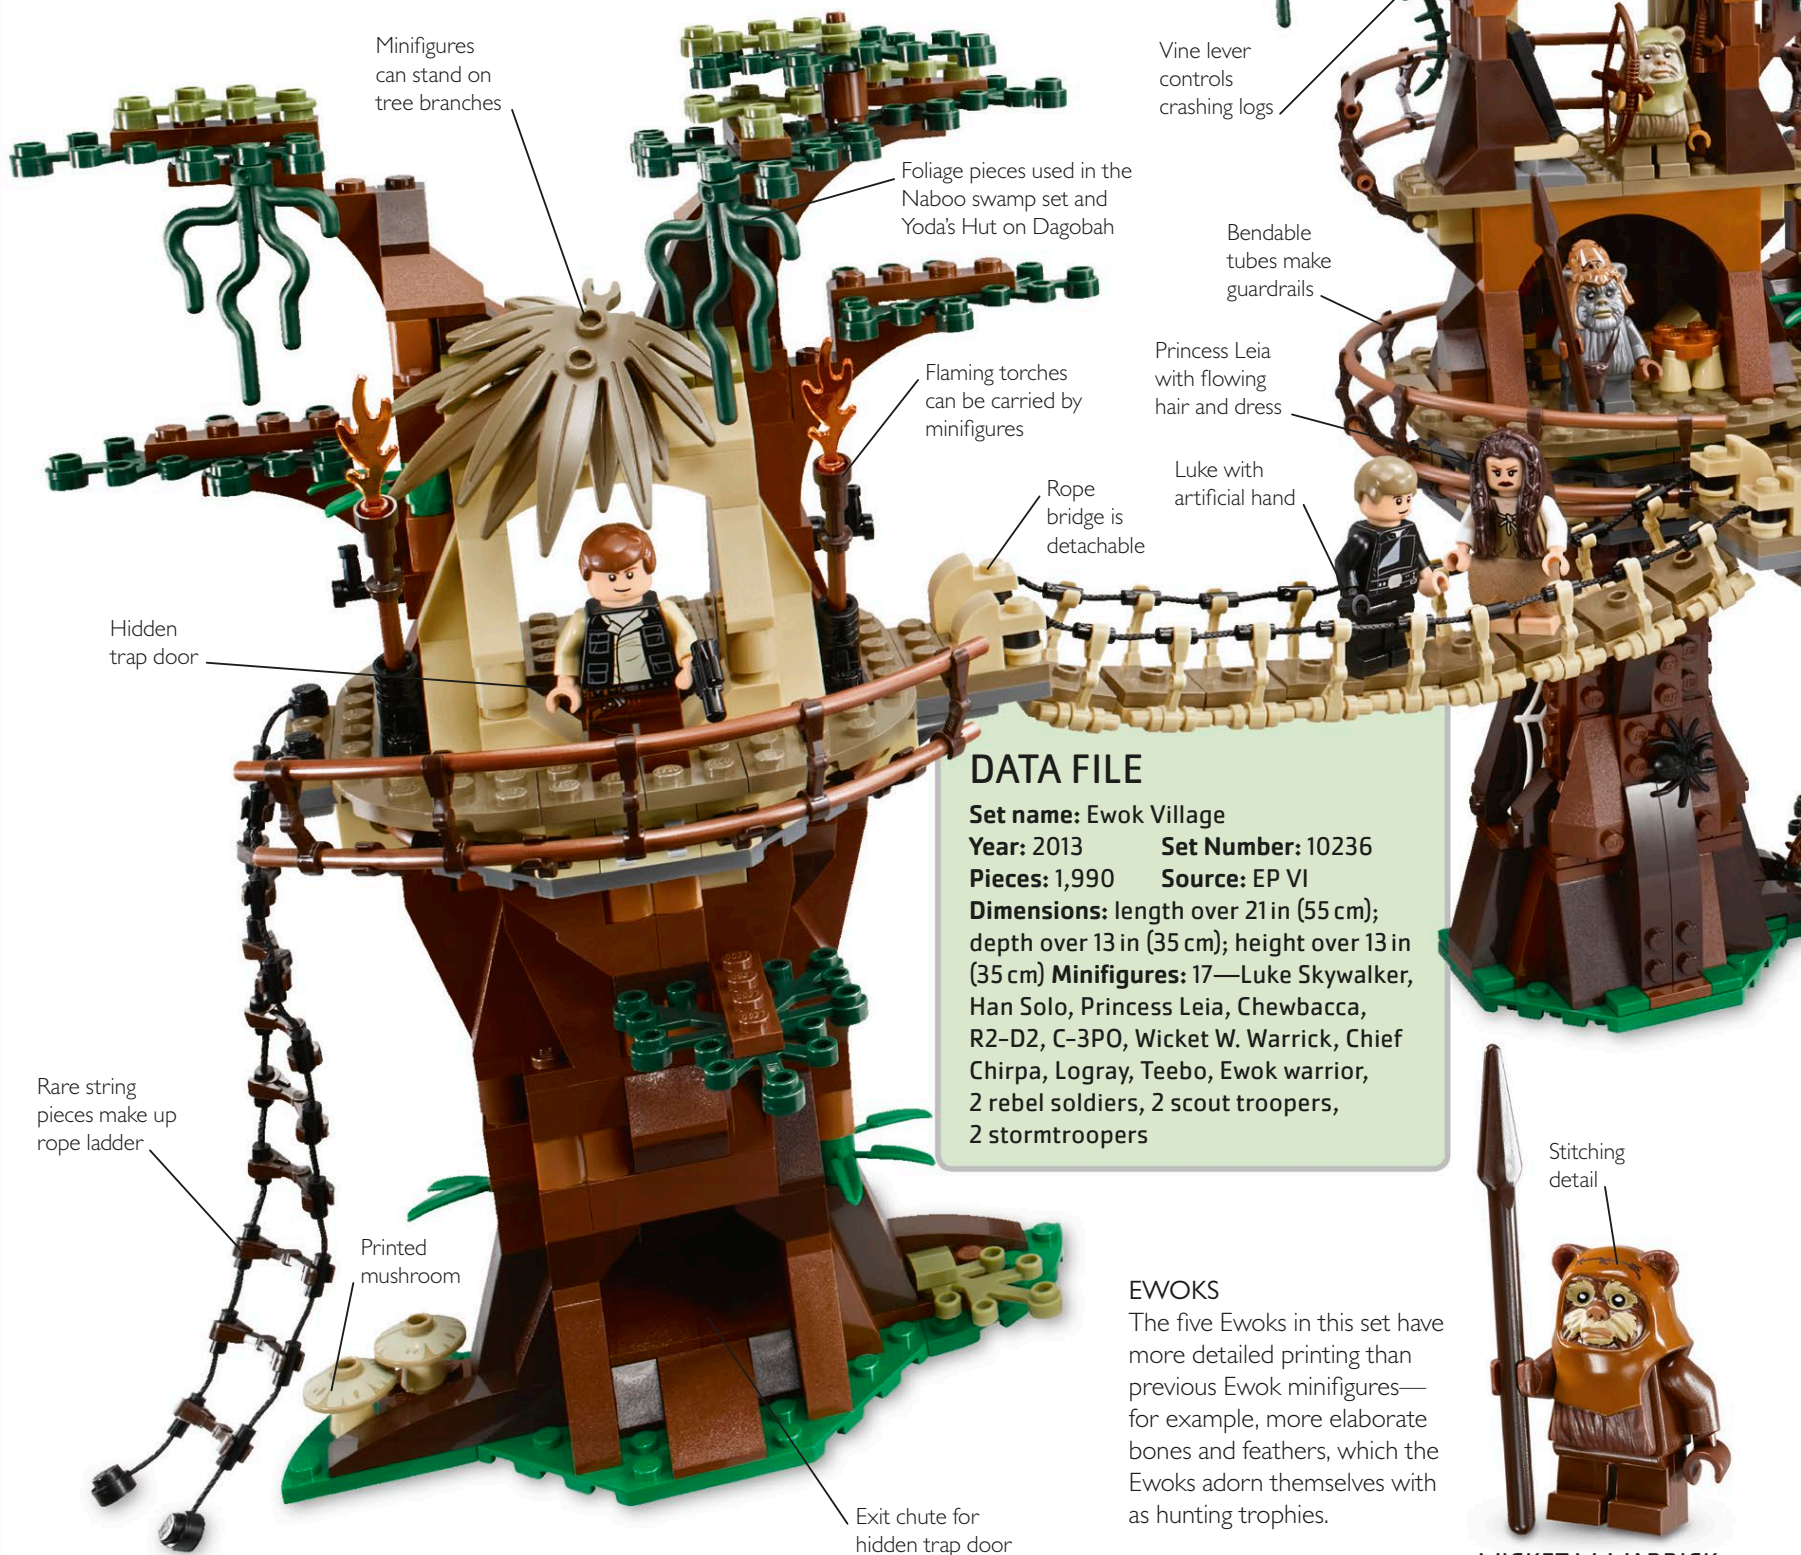 Minifigures
can stand on
tree branches
Vine lever
controls
crashing logs
Foliage pieces used in the
Naboo swamp set and
Yoda's Hut on Dagobah
Bendable
tubes make
guardrails
Princess Leia
with flowing
hair and dress
Flaming torches
can be carried by
minifigures
Luke with
artificial hand
Rope
bridge is
detachable
Hidden
trap door
DATA FILE
Set name: Ewok Village
Year: 2013 Set Number: 10236
Pieces: 1,990 Source: EP VI
Dimensions: length over 21 in (55 cm);
depth over 13 in (35 cm); height over 13 in
(35 cm) Minifigures: 17—Luke Skywalker,
Han Solo, Princess Leia, Chewbacca,
R2-D2, C-3PO, Wicket W. Warrick, Chief
Chirpa, Logray, Teebo, Ewok warrior,
2 rebel soldiers, 2 scout troopers,
2 stormtroopers
Rare string
pieces make up
rope ladder
Stitching
detail
Printed
mushroom
EWOKS
The five Ewoks in this set have
more detailed printing than
previous Ewok minifigures—
for example, more elaborate
bones and feathers, which the
Ewoks adorn themselves with
as hunting trophies.
Exit chute for
hidden trap door